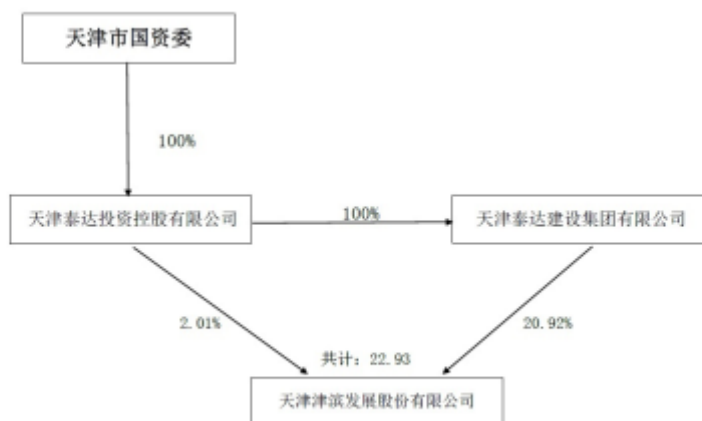 天津市国资委
100%
天津泰达投资控股有限公司
100%
天津泰达建设集团有限公司
2.01%
20.92%
共计：22.93
天津津滨发展股份有限公司